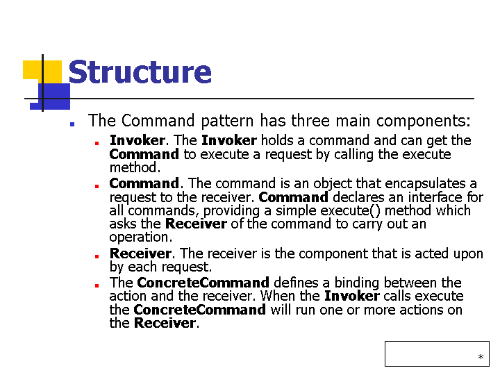 Structure
The Command pattern has three main components:
Invoker. The Invoker holds a command and can get the
Command to execute a request by calling the execute
method.
Command. The command is an object that encapsulates a
request to the receiver. Command declares an interface for
all commands, providing a simple execute() method which
asks the Receiver of the command to carry out an
operation.
Receiver. The receiver is the component that is acted upon
by each request.
The ConcreteCommand defines a binding between the
action and the receiver. When the Invoker calls execute
the ConcreteCommand will run one or more actions on
the Receiver.
*